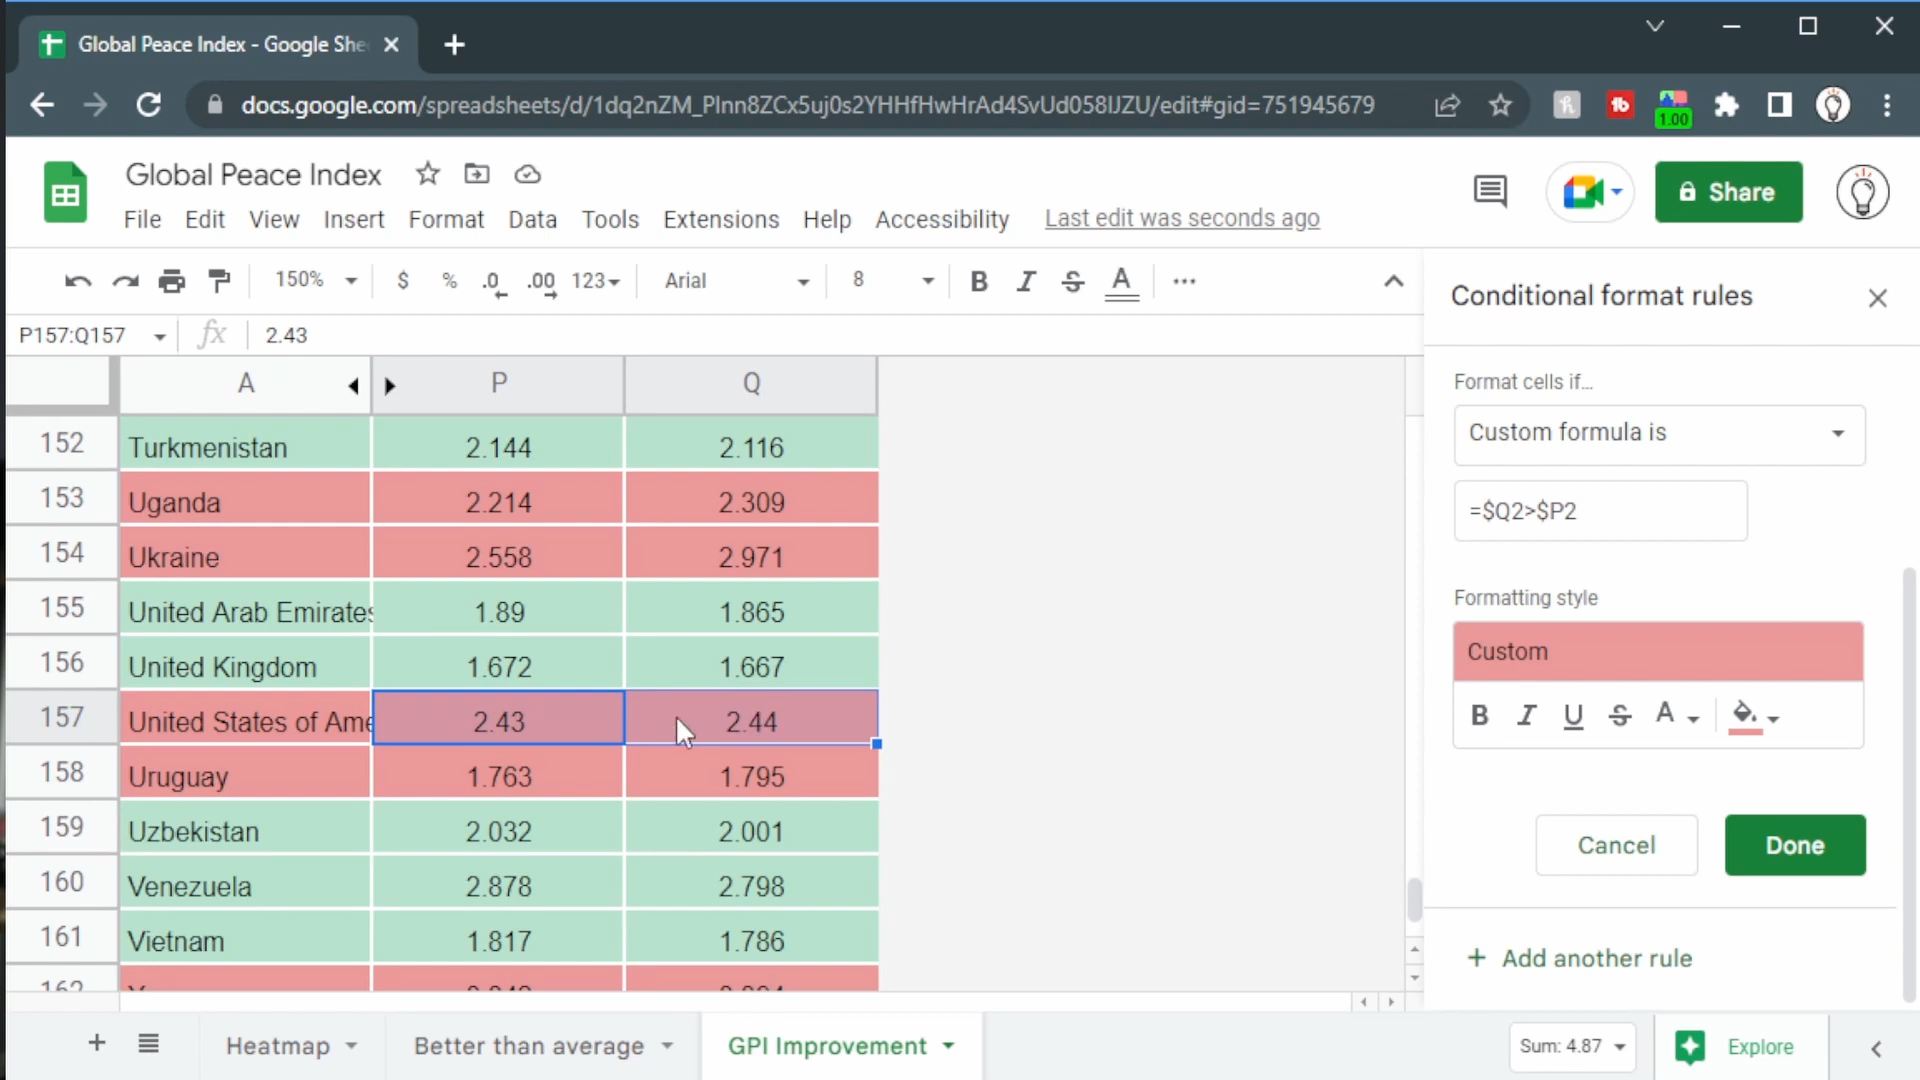 Global Peace Index - Google She
docs.google.com/spreadsheets/d/1dq2nZM_PInn8ZCx5uj0s2YHHfHwHrAd4SvUd058IJZU/edit#gid=751945679
1.00
Global Peace Index
File Edit View Insert Format Data Tools Extensions Help Accessibility Last edit was seconds ago
Share
150% $ % .0 .00 123 Arial 8 B I S A
Conditional format rules
P157:Q157 fx 2.43
A P Q
Format cells if...
Custom formula is
=$Q2>$P2
152 Turkmenistan 2.144 2.116
153 Uganda 2.214 2.309
154 Ukraine 2.558 2.971
155 United Arab Emirates 1.89 1.865
156 United Kingdom 1.672 1.667
157 United States of Ame 2.43 2.44
158 Uruguay 1.763 1.795
159 Uzbekistan 2.032 2.001
160 Venezuela 2.878 2.798
161 Vietnam 1.817 1.786
162
Formatting style
Custom
B I U S A
Cancel Done
+ Add another rule
Heatmap Better than average GPI Improvement Sum: 4.87 Explore